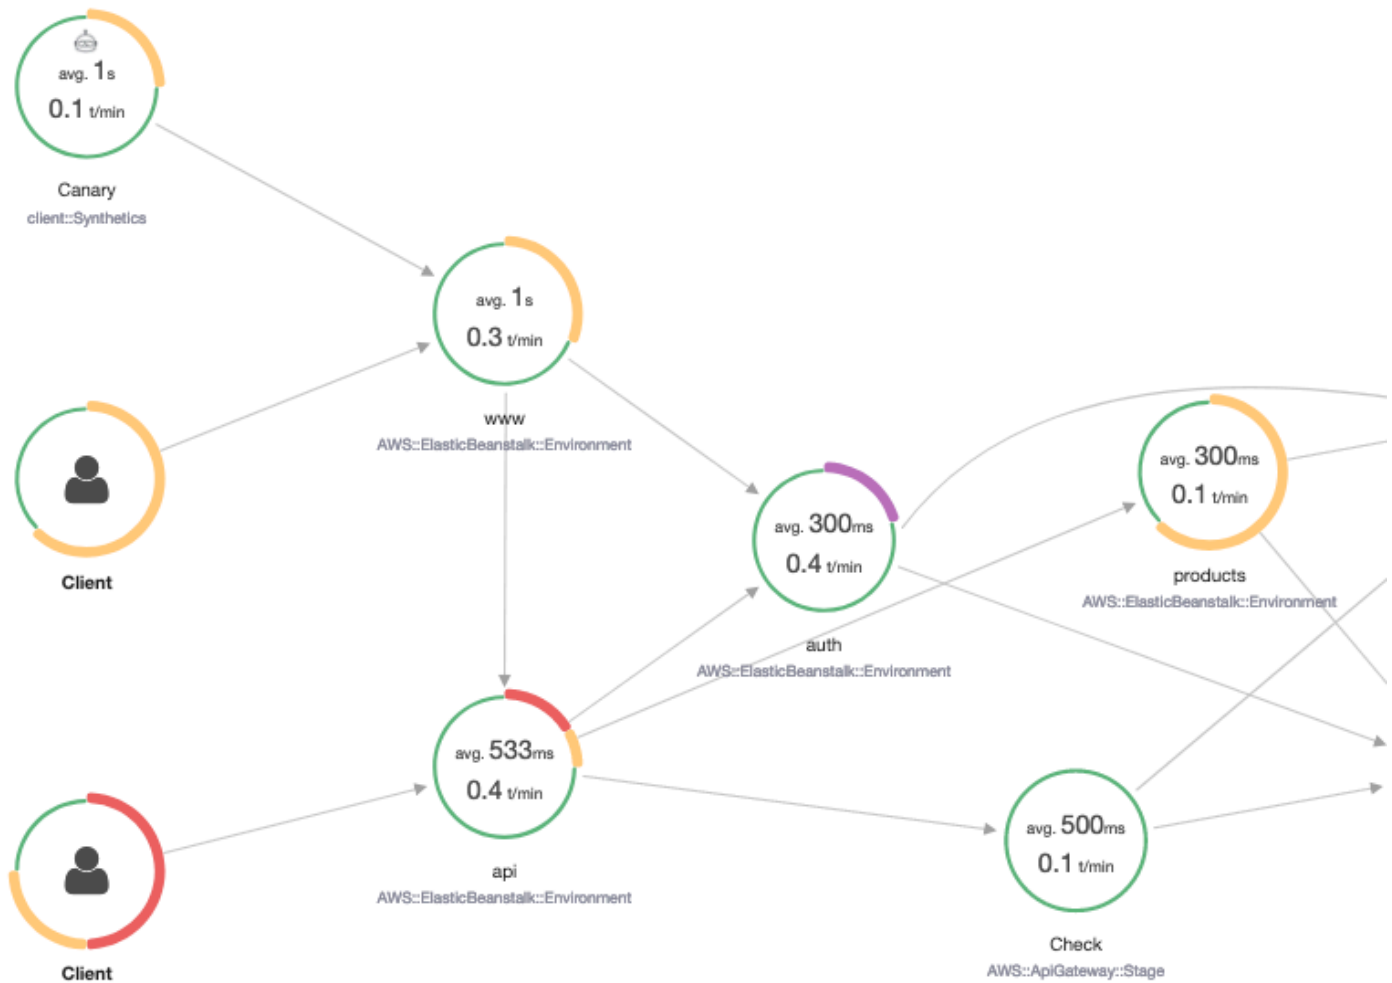 avg. 1s
0.1 t/min
Canary
client::Synthetics
avg. 1s
0.3 t/min
www
AWS::ElasticBeanstalk::Environment
Client
avg. 300ms
0.1 t/min
products
AWS::ElasticBeanstalk::Environment
avg. 300ms
0.4 t/min
auth
AWS::ElasticBeanstalk::Environment
avg. 533ms
0.4 t/min
api
AWS::ElasticBeanstalk::Environment
avg. 500ms
0.1 t/min
Check
AWS::ApiGateway::Stage
Client